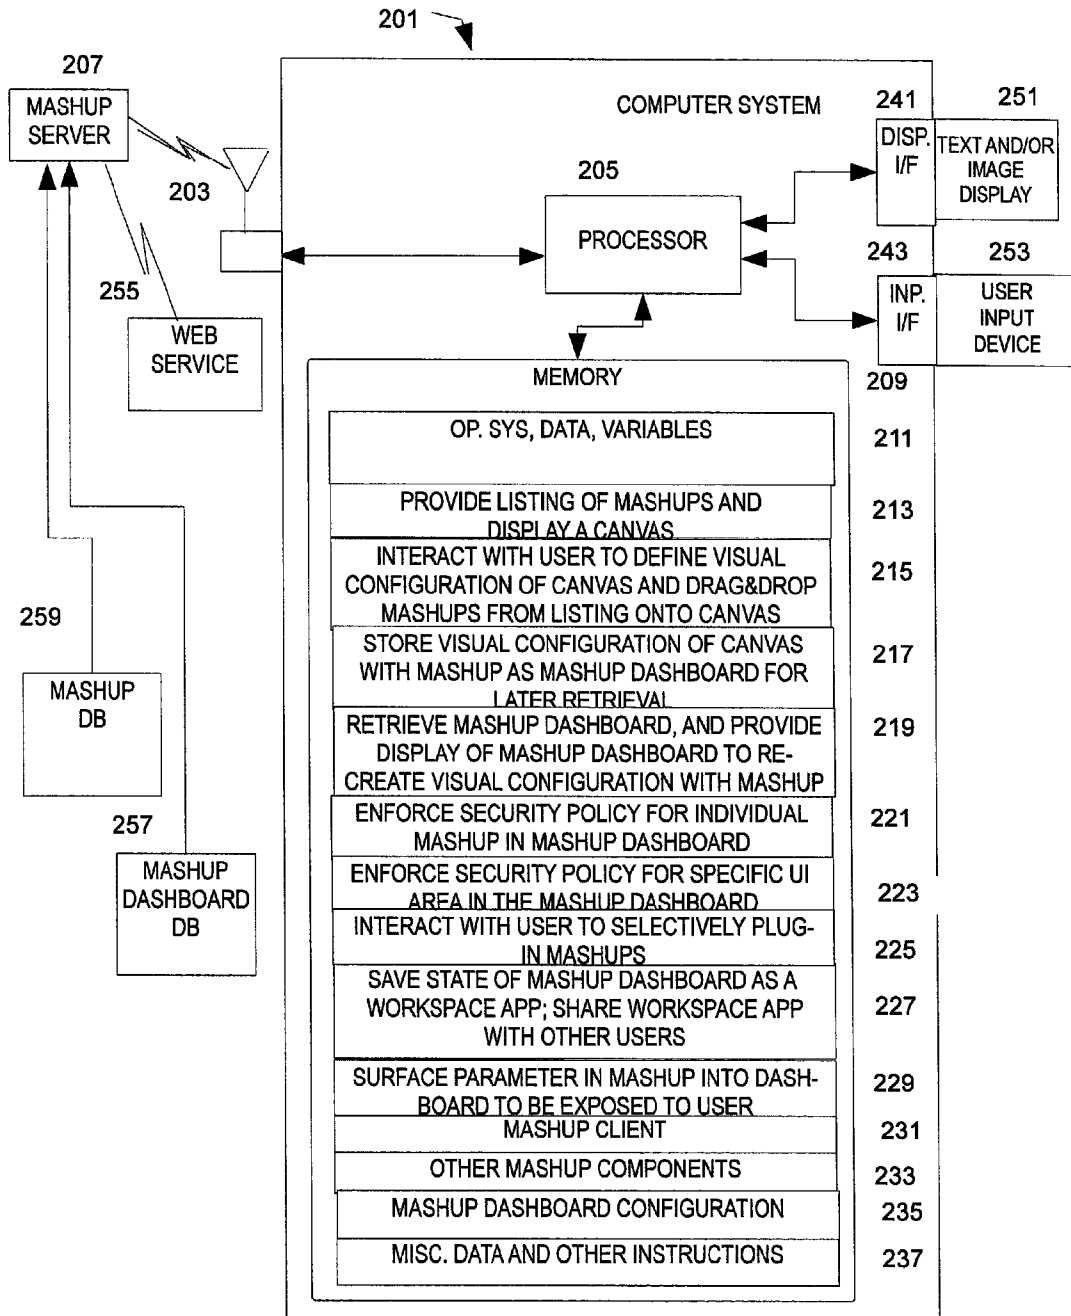 201
207
MASHUP
SERVER
COMPUTER SYSTEM
241
251
DISP.
I/F
TEXT AND/OR
IMAGE
DISPLAY
203
205
PROCESSOR
243
253
INP.
I/F
USER
INPUT
DEVICE
255
WEB
SERVICE
MEMORY
209
OP. SYS, DATA, VARIABLES
211
PROVIDE LISTING OF MASHUPS AND
DISPLAY A CANVAS
213
INTERACT WITH USER TO DEFINE VISUAL
CONFIGURATION OF CANVAS AND DRAG&DROP
MASHUPS FROM LISTING ONTO CANVAS
215
259
STORE VISUAL CONFIGURATION OF CANVAS
WITH MASHUP AS MASHUP DASHBOARD FOR
LATER RETRIEVAL
217
MASHUP
DB
RETRIEVE MASHUP DASHBOARD, AND PROVIDE
DISPLAY OF MASHUP DASHBOARD TO RE-
CREATE VISUAL CONFIGURATION WITH MASHUP
219
257
ENFORCE SECURITY POLICY FOR INDIVIDUAL
MASHUP IN MASHUP DASHBOARD
221
MASHUP
DASHBOARD
DB
ENFORCE SECURITY POLICY FOR SPECIFIC UI
AREA IN THE MASHUP DASHBOARD
223
INTERACT WITH USER TO SELECTIVELY PLUG-
IN MASHUPS
225
SAVE STATE OF MASHUP DASHBOARD AS A
WORKSPACE APP; SHARE WORKSPACE APP
WITH OTHER USERS
227
SURFACE PARAMETER IN MASHUP INTO DASH-
BOARD TO BE EXPOSED TO USER
229
MASHUP CLIENT
231
OTHER MASHUP COMPONENTS
233
MASHUP DASHBOARD CONFIGURATION
235
MISC. DATA AND OTHER INSTRUCTIONS
237